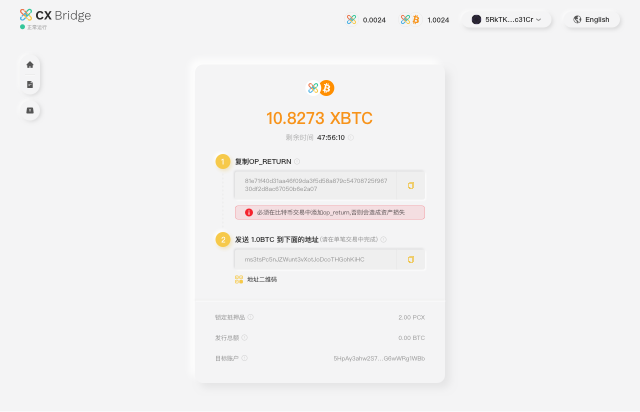 CX Bridge
正常运行
0.0024
1.0024
5RkTK...c31Cr
English
10.8273 XBTC
剩余时间 47:56:10
1 复制OP_RETURN
必须在比特币交易中添加op_return,否则会造成资产损失
2 发送 1.0BTC 到下面的地址 (请在单笔交易中完成)
地址二维码
锁定抵押品 2.00 PCX
发行总额 0.00 BTC
目标账户